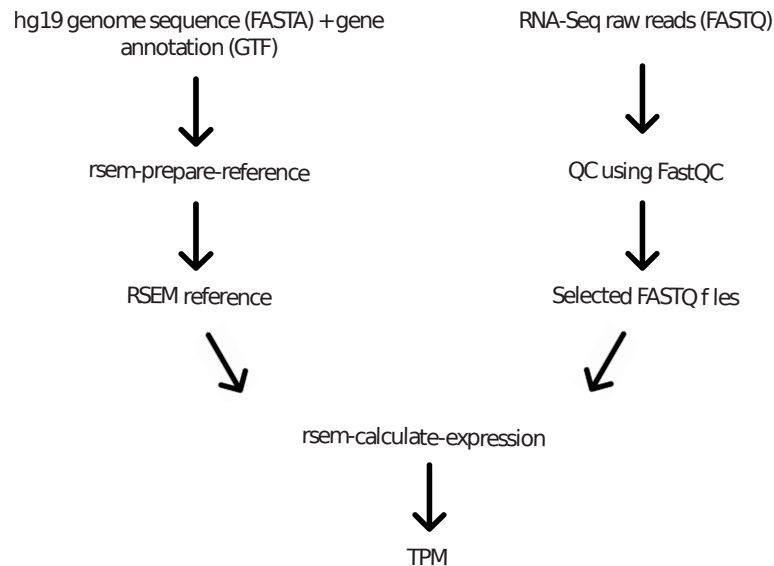 hg19 genome sequence (FASTA) + gene
annotation (GTF)
RNA-Seq raw reads (FASTQ)
rsem-prepare-reference
QC using FastQC
RSEM reference
Selected FASTQ f les
rsem-calculate-expression
TPM